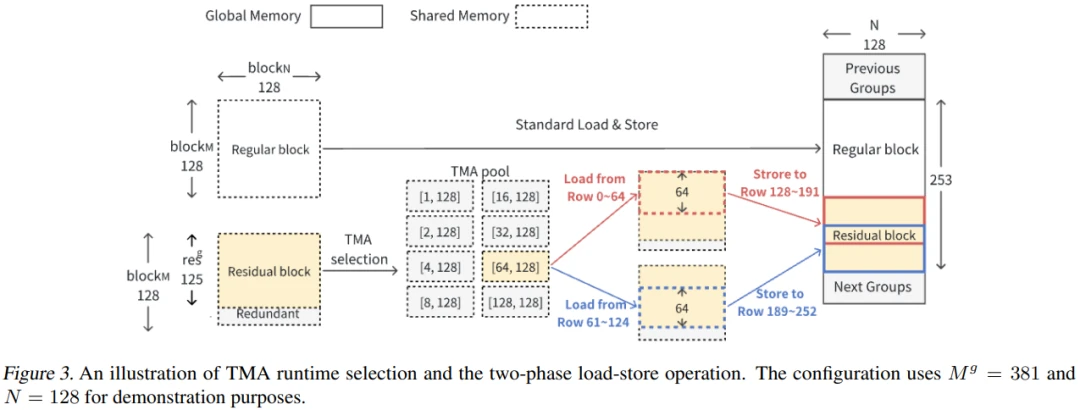 Global Memory
Shared Memory
N
128
Previous
Groups
blockN
128
Standard Load & Store
blockM
128
Regular block
Regular block
253
TMA pool
[1, 128]
[16, 128]
[2, 128]
[32, 128]
[4, 128]
[64, 128]
[8, 128]
[128, 128]
Load from
Row 0~64
64
Strore to
Row 128~191
blockM
128
res^g
125
Residual block
Redundant
TMA
selection
Residual block
Load from
Row 61~124
64
Store to
Row 189~252
Next Groups
Figure 3. An illustration of TMA runtime selection and the two-phase load-store operation. The configuration uses M^g = 381 and
N = 128 for demonstration purposes.